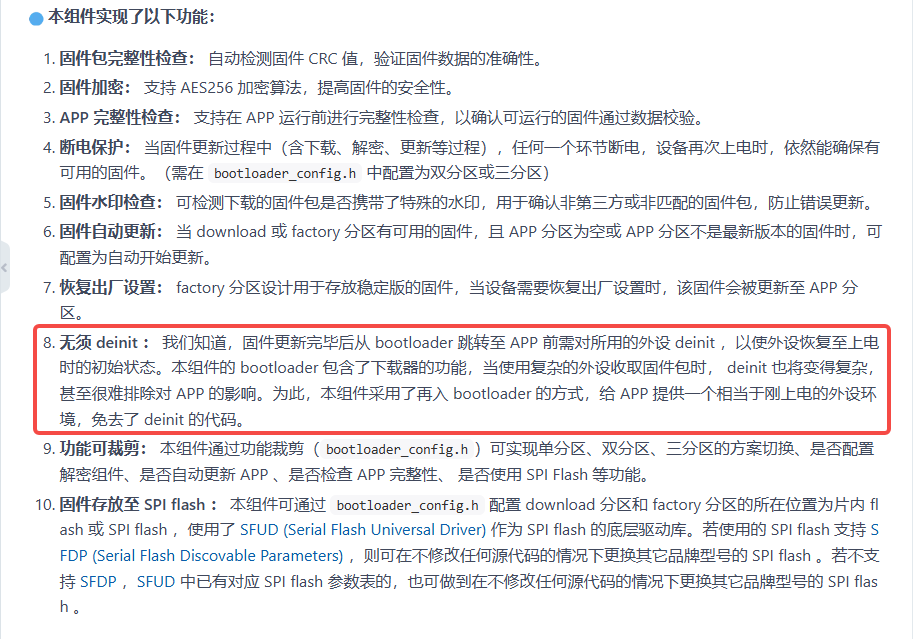 本组件实现了以下功能：
1. 固件包完整性检查： 自动检测固件 CRC 值，验证固件数据的准确性。
2. 固件加密： 支持 AES256 加密算法，提高固件的安全性。
3. APP 完整性检查： 支持在 APP 运行前进行完整性检查，以确认可运行的固件通过数据校验。
4. 断电保护： 当固件更新过程中（含下载、解密、更新等过程），任何一个环节断电，设备再次上电时，依然能确保有
可用的固件。（需在 bootloader_config.h 中配置为双分区或三分区）
5. 固件水印检查： 可检测下载的固件包是否携带了特殊的水印，用于确认非第三方或非匹配的固件包，防止错误更新。
6. 固件自动更新： 当 download 或 factory 分区有可用的固件，且 APP 分区为空或 APP 分区不是最新版本的固件时，可
配置为自动开始更新。
7. 恢复出厂设置： factory 分区设计用于存放稳定版的固件，当设备需要恢复出厂设置时，该固件会被更新至 APP 分
区。
8. 无须 deinit ： 我们知道，固件更新完毕后从 bootloader 跳转至 APP 前需对所用的外设 deinit ，以使外设恢复至上电
时的初始状态。本组件的 bootloader 包含了下载器的功能，当使用复杂的外设收取固件包时， deinit 也将变得复杂，
甚至很难排除对 APP 的影响。为此，本组件采用了再入 bootloader 的方式，给 APP 提供一个相当于刚上电的外设环
境，免去了 deinit 的代码。
9. 功能可裁剪： 本组件通过功能裁剪（ bootloader_config.h ）可实现单分区、双分区、三分区的方案切换、是否配置
解密组件、是否自动更新 APP 、是否检查 APP 完整性、 是否使用 SPI Flash 等功能。
10. 固件存放至 SPI flash ： 本组件可通过 bootloader_config.h 配置 download 分区和 factory 分区的所在位置为片内 fl
ash 或 SPI flash ，使用了 SFUD (Serial Flash Universal Driver) 作为 SPI flash 的底层驱动库。若使用的 SPI flash 支持 S
FDP (Serial Flash Discovable Parameters) ，则可在不修改任何源代码的情况下更换其它品牌型号的 SPI flash 。若不支
持 SFDP ，SFUD 中已有对应 SPI flash 参数表的，也可做到在不修改任何源代码的情况下更换其它品牌型号的 SPI flas
h 。